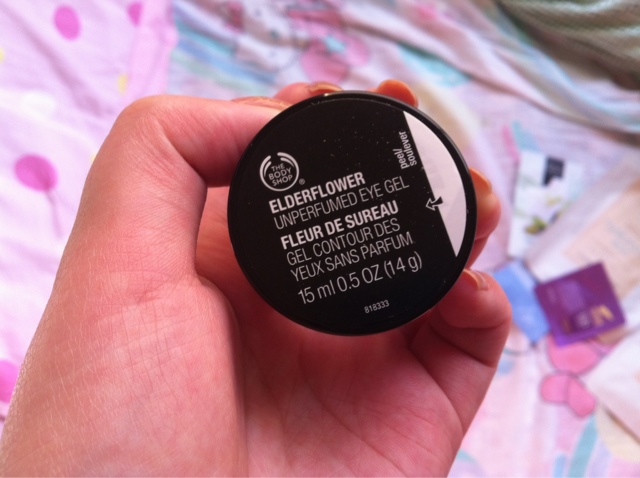 THE
BODY
SHOP®
ELDERFLOWER
UNPERFUMED EYE GEL
FLEUR DE SUREAU
GEL CONTOUR DES
YEUX SANS PARFUM
15 ml 0.5 OZ (14 g)
818333
peel/
soulever